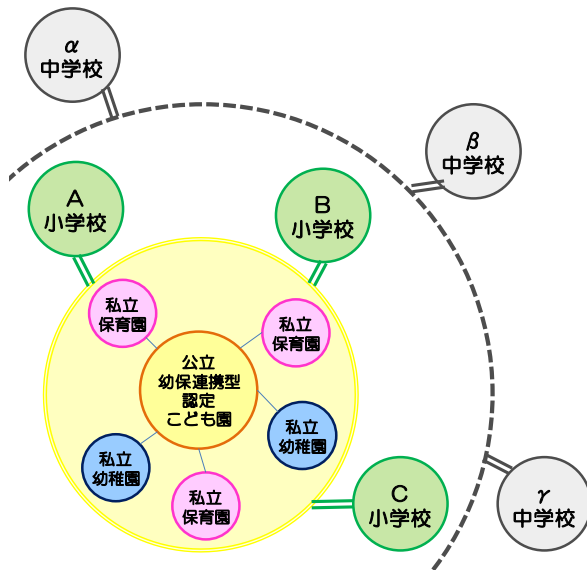 α
中学校
β
中学校
A
小学校
B
小学校
私立
保育園
私立
保育園
公立
幼保連携型
認定
こども園
私立
幼稚園
私立
幼稚園
私立
保育園
C
小学校
γ
中学校